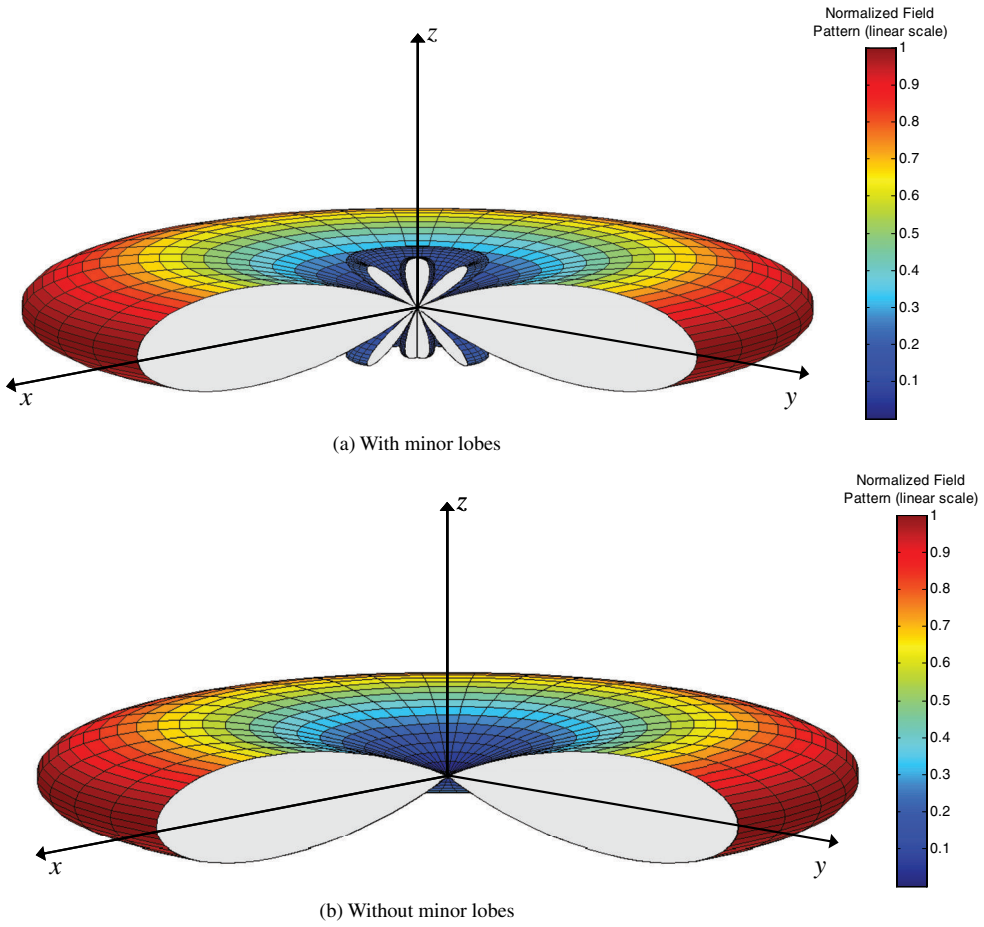 Normalized Field
Pattern (linear scale)
z
1
0.9
0.8
0.7
0.6
0.5
0.4
0.3
0.2
0.1
x
y
(a) With minor lobes
Normalized Field
Pattern (linear scale)
z
1
0.9
0.8
0.7
0.6
0.5
0.4
0.3
0.2
0.1
x
y
(b) Without minor lobes